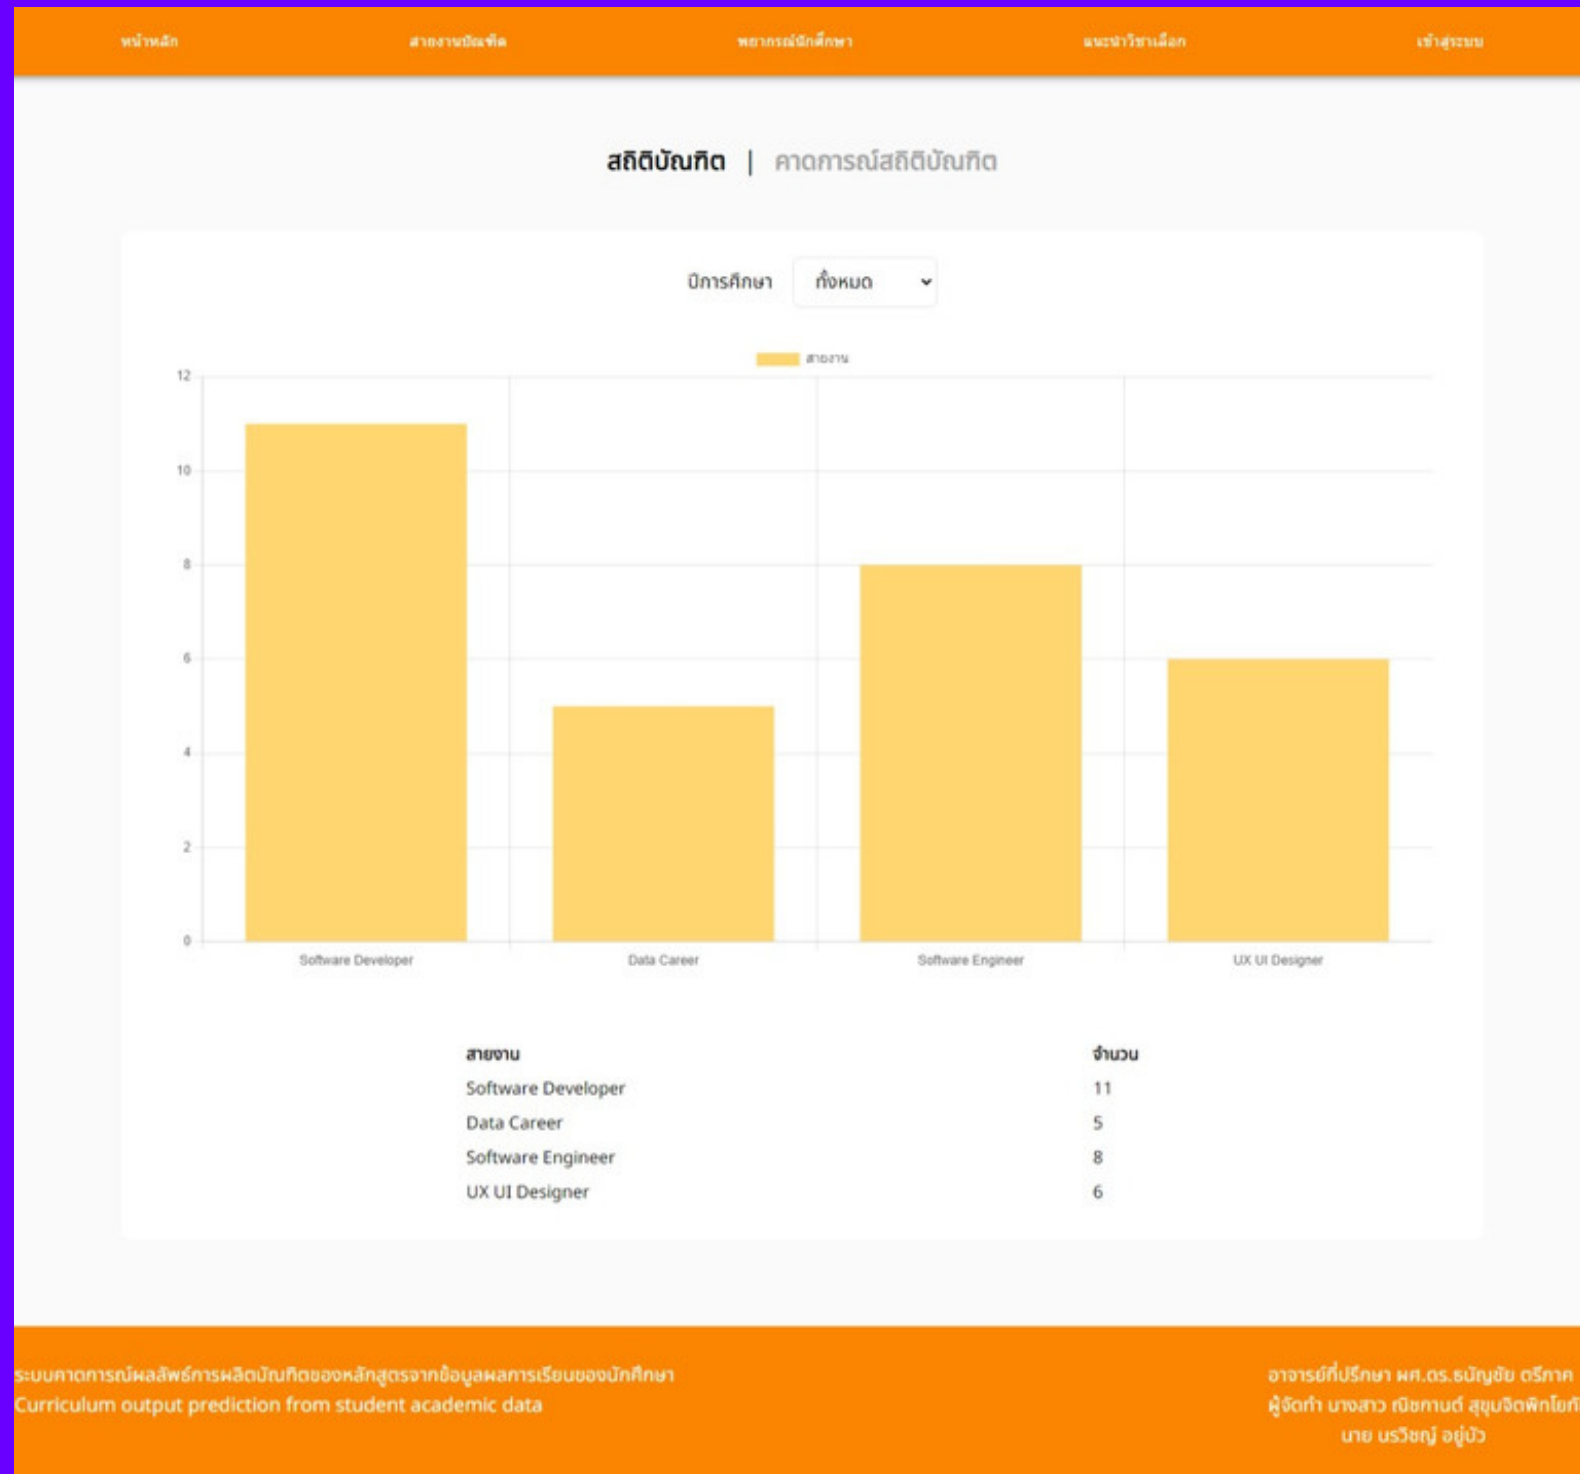 หน้าหลัก สายงานบัณฑิต พยากรณ์นักศึกษา แนะนำวิชาเลือก เข้าสู่ระบบ
สถิติบัณฑิต | คาดการณ์สถิติบัณฑิต
ปีการศึกษา ทั้งหมด
สายงาน
12
10
8
6
4
2
0
Software Developer Data Career Software Engineer UX UI Designer
สายงาน จำนวน
Software Developer 11
Data Career 5
Software Engineer 8
UX UI Designer 6
ระบบคาดการณ์ผลลัพธ์การผลิตบัณฑิตของหลักสูตรจากข้อมูลผลการเรียนของนักศึกษา
Curriculum output prediction from student academic data
อาจารย์ที่ปรึกษา ผศ.ดร.ธนัญชัย ตรีภาค
ผู้จัดทำ นางสาว ณิชกานต์
นาย นรวิชญ์ อยู่บัว